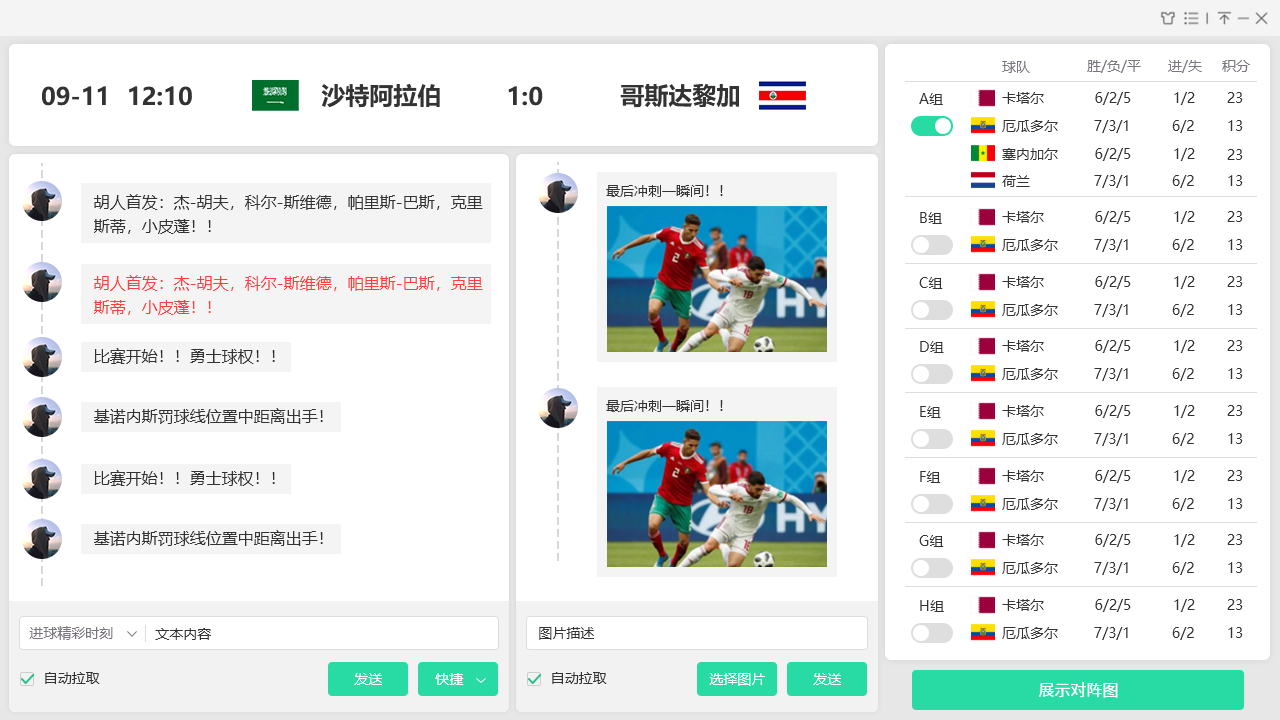 09-11 12:10 沙特阿拉伯 1:0 哥斯达黎加
胡人首发：杰-胡夫，科尔-斯维德，帕里斯-巴斯，克里
斯蒂，小皮蓬！！
胡人首发：杰-胡夫，科尔-斯维德，帕里斯-巴斯，克里
斯蒂，小皮蓬！！
比赛开始！！勇士球权！！
基诺内斯罚球线位置中距离出手！
比赛开始！！勇士球权！！
基诺内斯罚球线位置中距离出手！
进球精彩时刻 文本内容
自动拉取 发送 快捷
最后冲刺一瞬间！！
2
18
HY
最后冲刺一瞬间！！
2
18
HY
图片描述
自动拉取 选择图片 发送
球队 胜/负/平 进/失 积分
A组 卡塔尔 6/2/5 1/2 23
厄瓜多尔 7/3/1 6/2 13
塞内加尔 6/2/5 1/2 23
荷兰 7/3/1 6/2 13
B组 卡塔尔 6/2/5 1/2 23
厄瓜多尔 7/3/1 6/2 13
C组 卡塔尔 6/2/5 1/2 23
厄瓜多尔 7/3/1 6/2 13
D组 卡塔尔 6/2/5 1/2 23
厄瓜多尔 7/3/1 6/2 13
E组 卡塔尔 6/2/5 1/2 23
厄瓜多尔 7/3/1 6/2 13
F组 卡塔尔 6/2/5 1/2 23
厄瓜多尔 7/3/1 6/2 13
G组 卡塔尔 6/2/5 1/2 23
厄瓜多尔 7/3/1 6/2 13
H组 卡塔尔 6/2/5 1/2 23
厄瓜多尔 7/3/1 6/2 13
展示对阵图